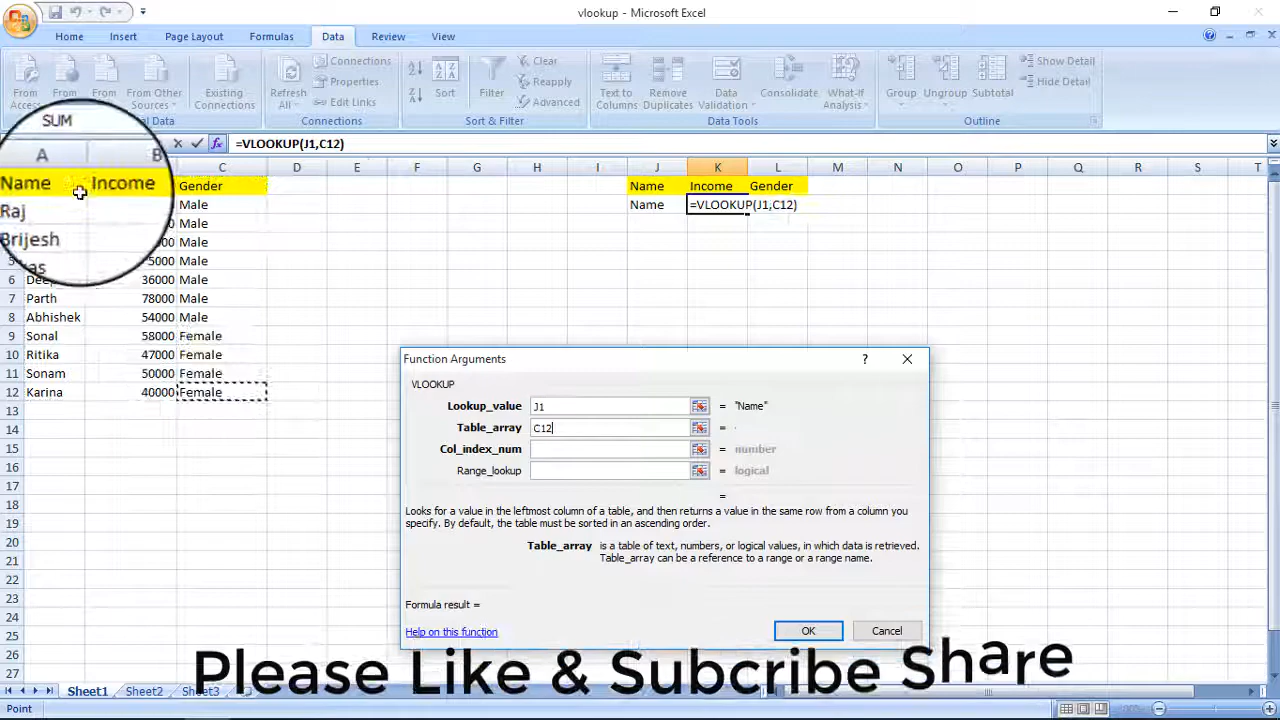 vlookup - Microsoft Excel
Home Insert Page Layout Formulas Data Review View
From Access From From From Other Sources Existing Connections Refresh All Connections Properties Edit Links Sort Filter Clear Reapply Advanced Text to Columns Remove Duplicates Data Validation Consolidate What-If Analysis Group Ungroup Subtotal Show Detail Hide Detail
Data Connections Sort & Filter Data Tools Outline
SUM =VLOOKUP(J1,C12)
A B C D E F G H I J K L M N O P Q R S T
Name Income Gender Name Income Gender
Raj Male Name =VLOOKUP(J1,C12)
Male
Brijesh Male
5000 Male
6 36000 Male
7 Parth 78000 Male
8 Abhishek 54000 Male
9 Sonal 58000 Female
10 Ritika 47000 Female
11 Sonam 50000 Female
12 Karina 40000 Female
13
14
15
16
17
18
19
20
21
22
23
24
25
26
27
Function Arguments
VLOOKUP
Lookup_value J1 = "Name"
Table_array C12 =
Col_index_num = number
Range_lookup = logical
=
Looks for a value in the leftmost column of a table, and then returns a value in the same row from a column you
specify. By default, the table must be sorted in an ascending order.
Table_array is a table of text, numbers, or logical values, in which data is retrieved.
Table_array can be a reference to a range or a range name.
Formula result =
Help on this function OK Cancel
Please Like & Subcribe Share
Sheet1 Sheet2 Sheet3
Point